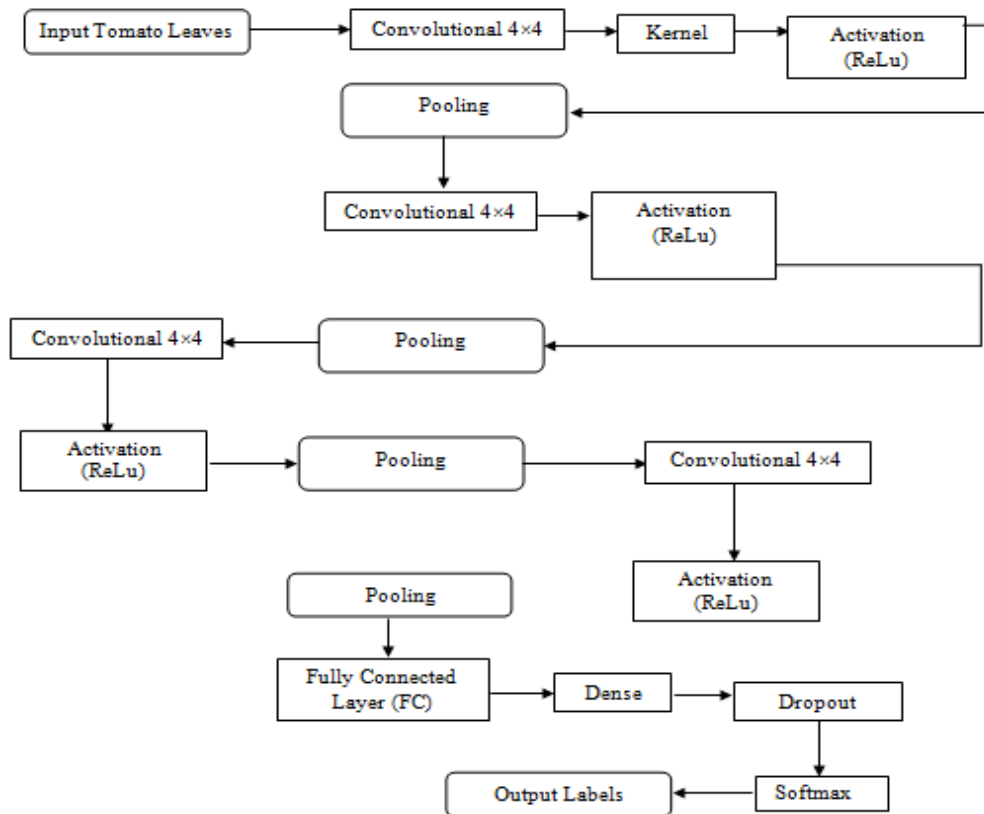 Input Tomato Leaves
Convolutional 4×4
Kernel
Activation
(ReLu)
Pooling
Convolutional 4×4
Activation
(ReLu)
Convolutional 4×4
Pooling
Activation
(ReLu)
Pooling
Convolutional 4×4
Activation
(ReLu)
Pooling
Fully Connected
Layer (FC)
Dense
Dropout
Output Labels
Softmax